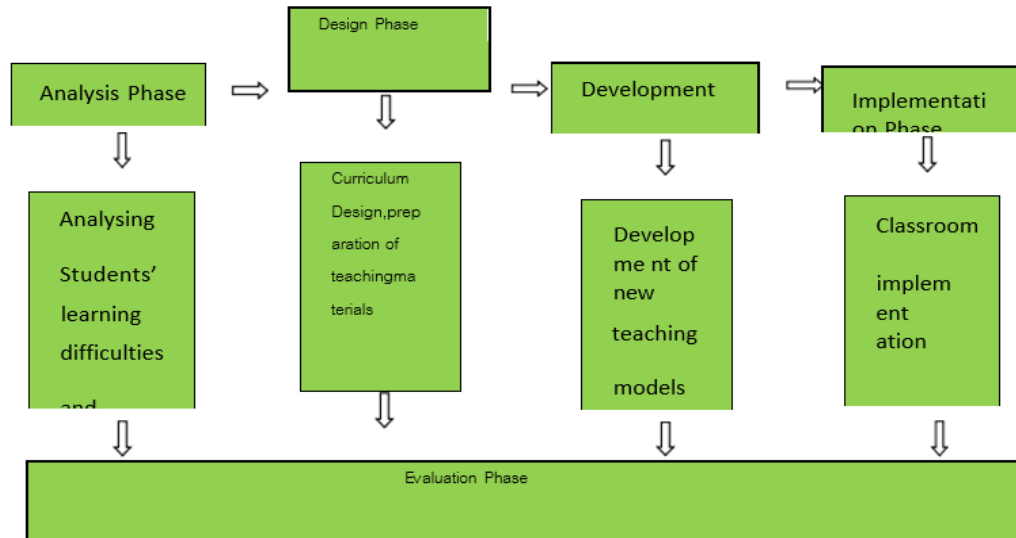 Design Phase
Analysis Phase
Development
Implementati
on Phase
Analysing
Students'
learning
difficulties
and
Curriculum
Design,prep
aration of
teachingma
terials
Develop
me nt of
new
teaching
models
Classroom
implem
ent
ation
Evaluation Phase